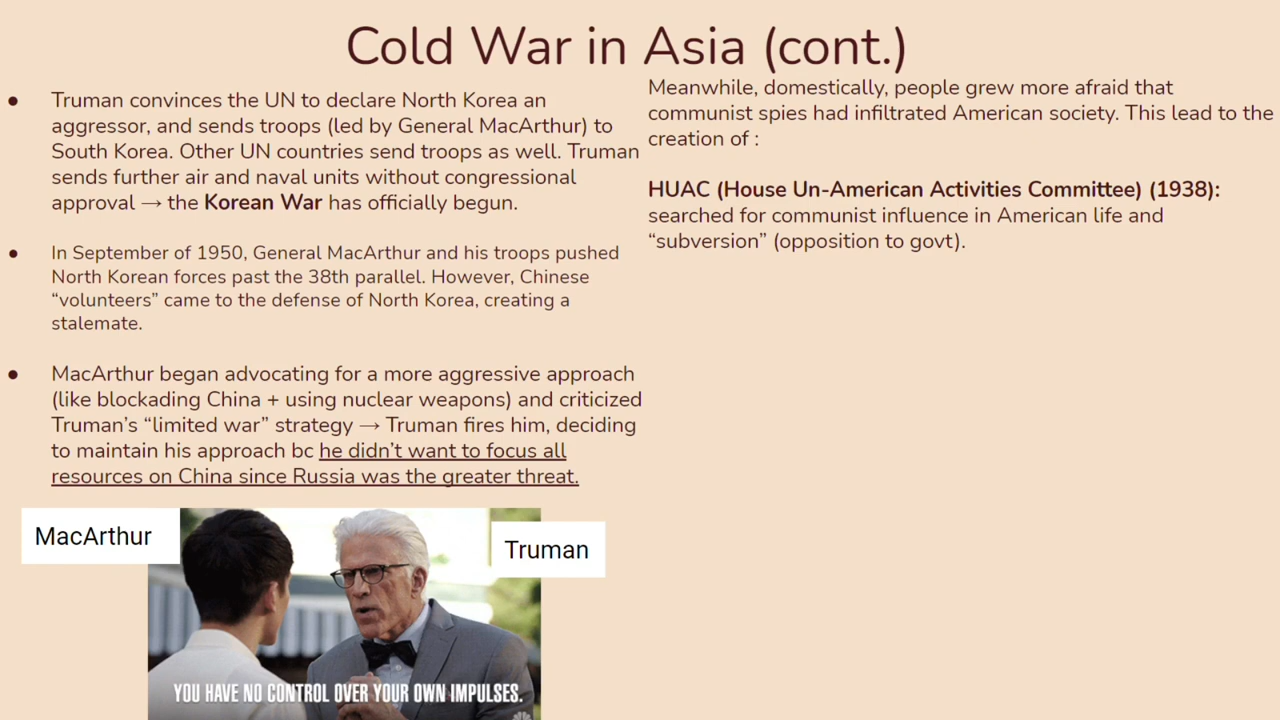 Cold War in Asia (cont.)
● Truman convinces the UN to declare North Korea an
aggressor, and sends troops (led by General MacArthur) to
South Korea. Other UN countries send troops as well. Truman
sends further air and naval units without congressional
approval → the Korean War has officially begun.
● In September of 1950, General MacArthur and his troops pushed
North Korean forces past the 38th parallel. However, Chinese
“volunteers” came to the defense of North Korea, creating a
stalemate.
● MacArthur began advocating for a more aggressive approach
(like blockading China + using nuclear weapons) and criticized
Truman’s “limited war” strategy → Truman fires him, deciding
to maintain his approach bc he didn’t want to focus all
resources on China since Russia was the greater threat.
MacArthur
Truman
YOU HAVE NO CONTROL OVER YOUR OWN IMPULSES.
Meanwhile, domestically, people grew more afraid that
communist spies had infiltrated American society. This lead to the
creation of :
HUAC (House Un-American Activities Committee) (1938):
searched for communist influence in American life and
“subversion” (opposition to govt).